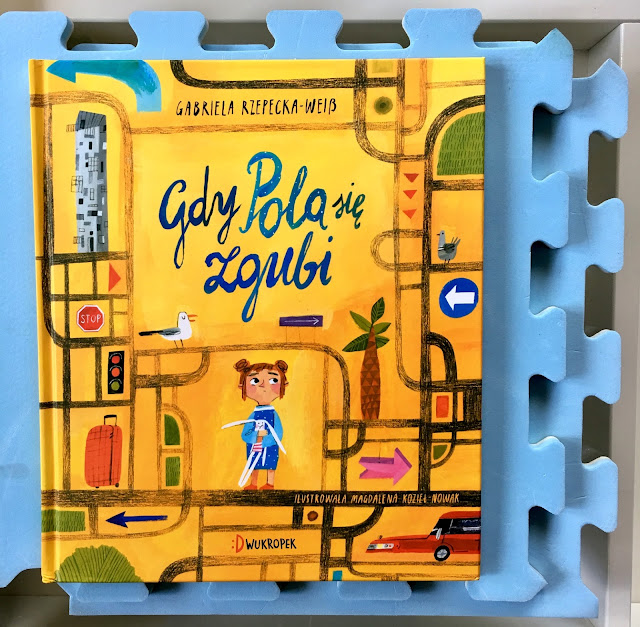 GABRIELA RZEPECKA-WEIß
Gdy Pola się
zgubi
STOP
ILUSTROWAŁA MAGDALENA KOZIEŁ-NOWAK
:DWUKROPEK